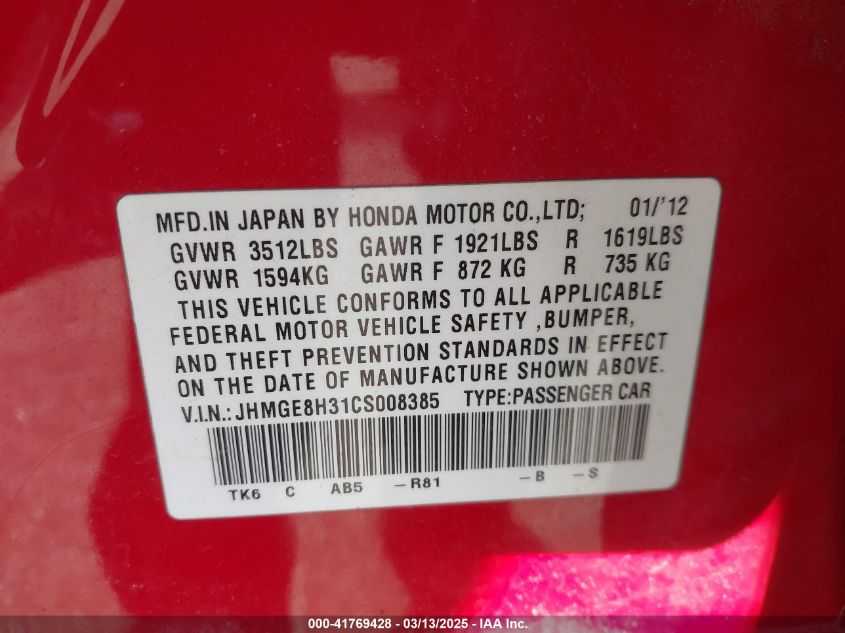 MFD.IN JAPAN BY HONDA MOTOR CO.,LTD; 01/'12
GVWR 3512LBS GAWR F 1921LBS R 1619LBS
GVWR 1594KG GAWR F 872 KG R 735 KG
THIS VEHICLE CONFORMS TO ALL APPLICABLE
FEDERAL MOTOR VEHICLE SAFETY ,BUMPER,
AND THEFT PREVENTION STANDARDS IN EFFECT
ON THE DATE OF MANUFACTURE SHOWN ABOVE.
V.I.N.:JHMGE8H31CS008385 TYPE:PASSENGER CAR
TK6 C AB5 -R81 -B -S
000-41769428 - 03/13/2025 - IAA Inc.